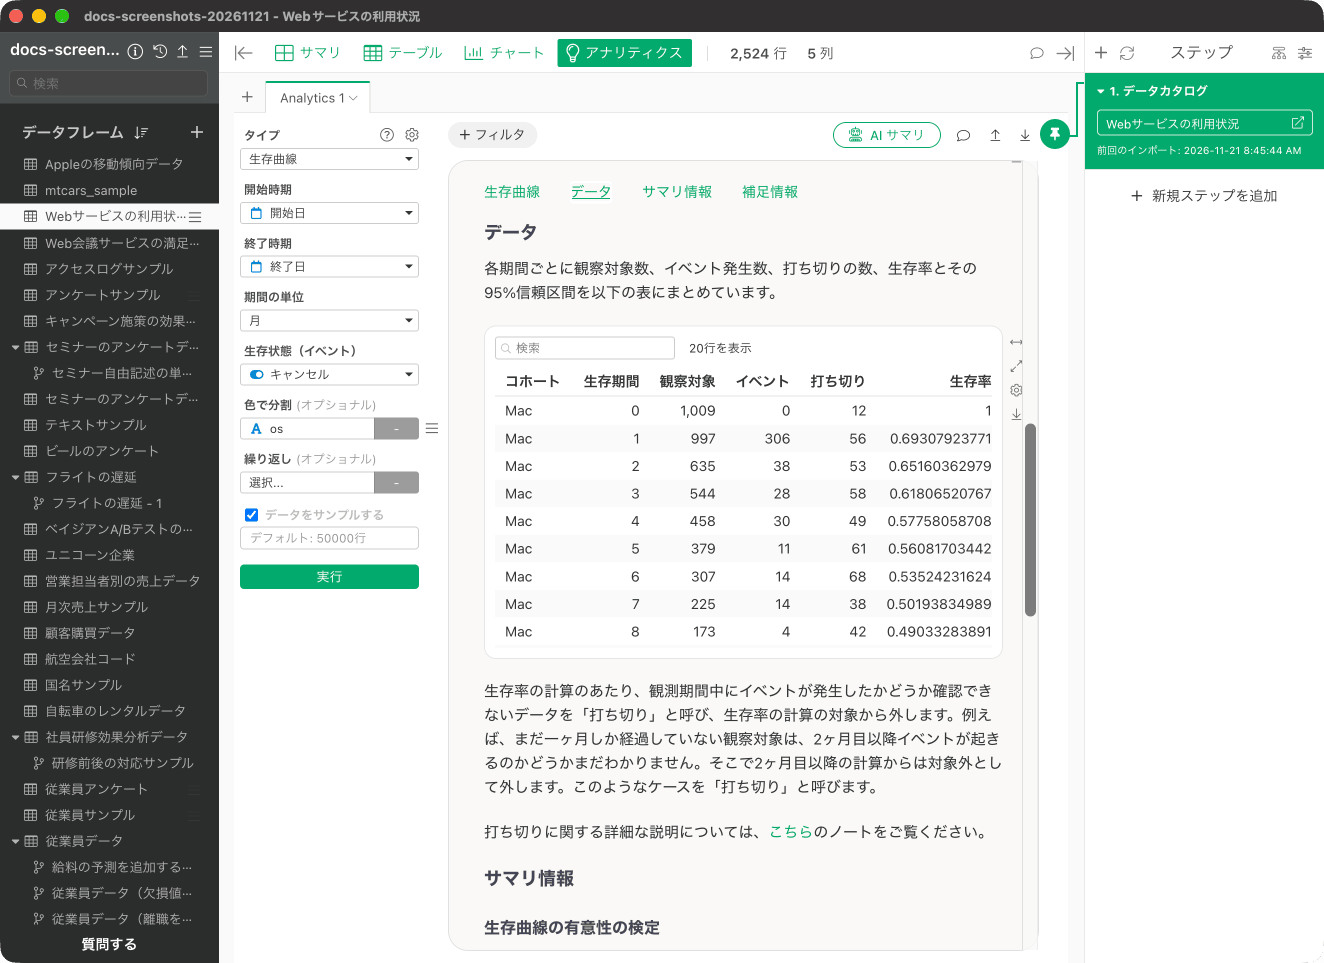 docs-screenshots-20261121 - Webサービスの利用状況
docs-screen...
検索
データフレーム
Appleの移動傾向データ
mtcars_sample
Webサービスの利用状...
Web会議サービスの満足...
アクセスログサンプル
アンケートサンプル
キャンペーン施策の効果...
セミナーのアンケートデ...
セミナー自由記述の単...
セミナーのアンケートデ...
テキストサンプル
ビールのアンケート
フライトの遅延
フライトの遅延 - 1
ベイジアンA/Bテストの...
ユニコーン企業
営業担当者別の売上データ
月次売上サンプル
顧客購買データ
航空会社コード
国名サンプル
自転車のレンタルデータ
社員研修効果分析データ
研修前後の対応サンプル
従業員アンケート
従業員サンプル
従業員データ
給料の予測を追加する...
従業員データ（欠損値...
従業員データ（離職を...
質問する
サマリ テーブル チャート アナリティクス 2,524 行 5 列
Analytics 1
タイプ
生存曲線
開始時期
開始日
終了時期
終了日
期間の単位
月
生存状態（イベント）
キャンセル
色で分割 (オプショナル)
os -
繰り返し (オプショナル)
選択... -
データをサンプルする
デフォルト: 50000行
実行
フィルタ
AI サマリ
生存曲線 データ サマリ情報 補足情報
データ
各期間ごとに観察対象数、イベント発生数、打ち切りの数、生存率とその
95%信頼区間を以下の表にまとめています。
検索 20行を表示
コホート 生存期間 観察対象 イベント 打ち切り 生存率
Mac 0 1,009 0 12 1
Mac 1 997 306 56 0.69307923771
Mac 2 635 38 53 0.65160362979
Mac 3 544 28 58 0.61806520767
Mac 4 458 30 49 0.57758058708
Mac 5 379 11 61 0.56081703442
Mac 6 307 14 68 0.53524231624
Mac 7 225 14 38 0.50193834989
Mac 8 173 4 42 0.49033283891
生存率の計算のあたり、観測期間中にイベントが発生したかどうか確認でき
ないデータを「打ち切り」と呼び、生存率の計算の対象から外します。例え
ば、まだ一ヶ月しか経過していない観察対象は、2ヶ月目以降イベントが起き
るのかどうかまだわかりません。そこで2ヶ月目以降の計算からは対象外とし
て外します。このようなケースを「打ち切り」と呼びます。
打ち切りに関する詳細な説明については、こちらのノートをご覧ください。
サマリ情報
生存曲線の有意性の検定
ステップ
1. データカタログ
Webサービスの利用状況
前回のインポート: 2026-11-21 8:45:44 AM
新規ステップを追加